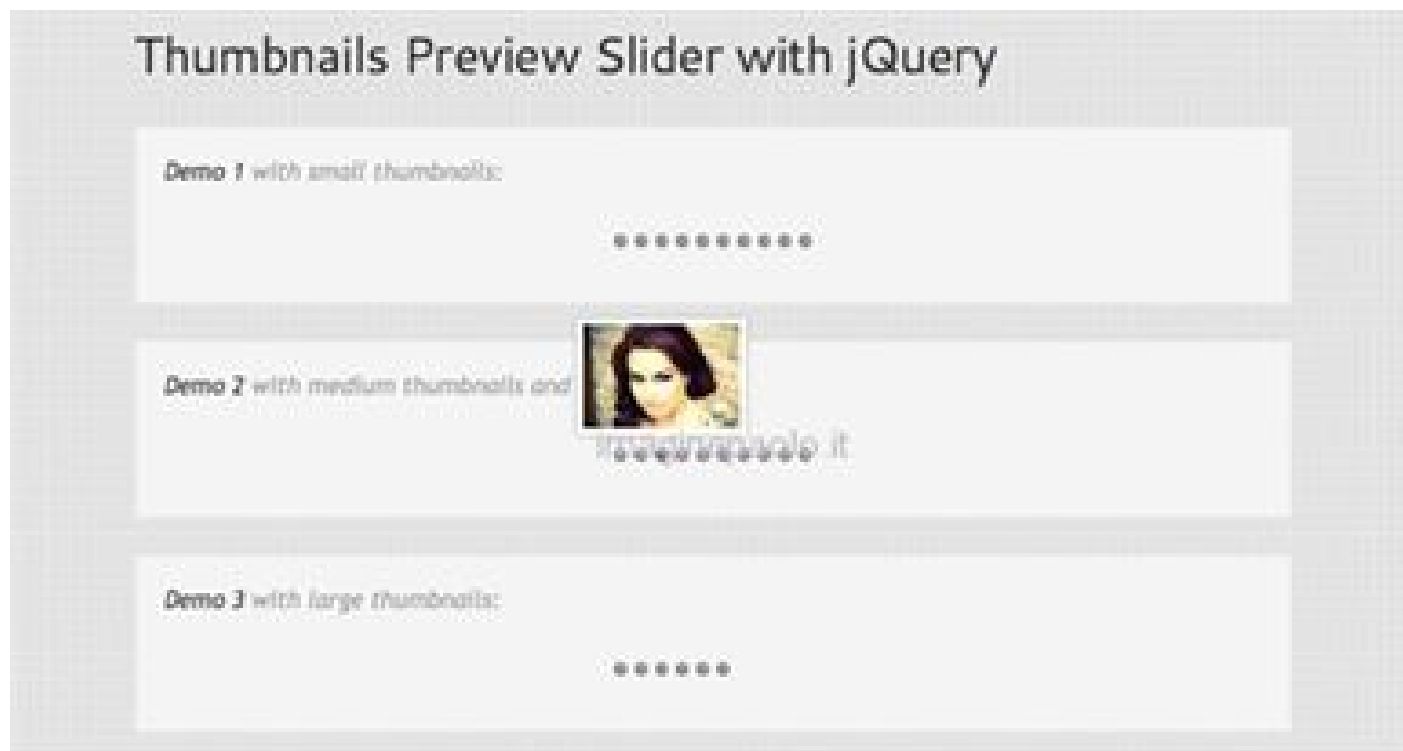 Thumbnails Preview Slider with jQuery
Demo 1 with small thumbnails:
Demo 2 with medium thumbnails and
Demo 3 with large thumbnails: